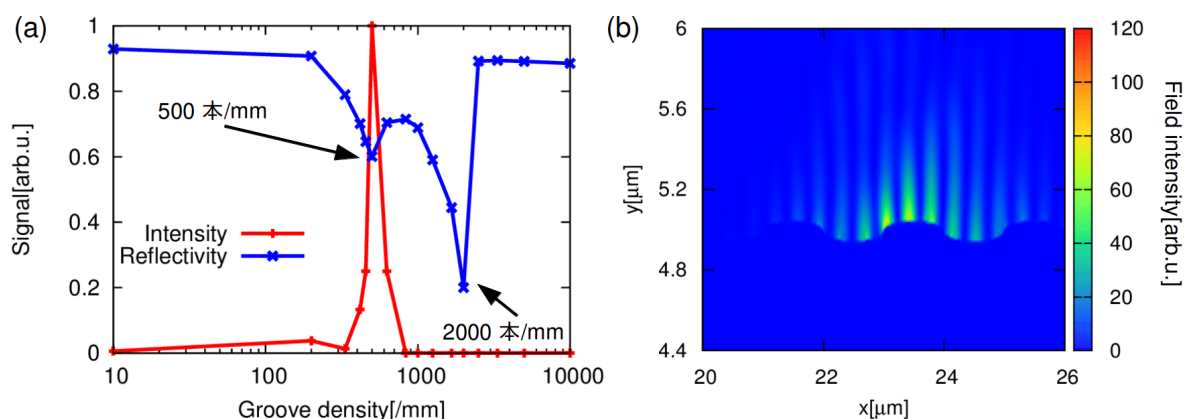 (a)
1
0.8
0.6
0.4
0.2
0
Signal[arb.u.]
500 本/mm
Intensity
Reflectivity
2000 本/mm
10
100
1000
10000
Groove density[/mm]
(b)
6
5.6
5.2
4.8
4.4
y[μm]
20
22
24
26
x[μm]
120
100
80
60
40
20
0
Field intensity[arb.u.]